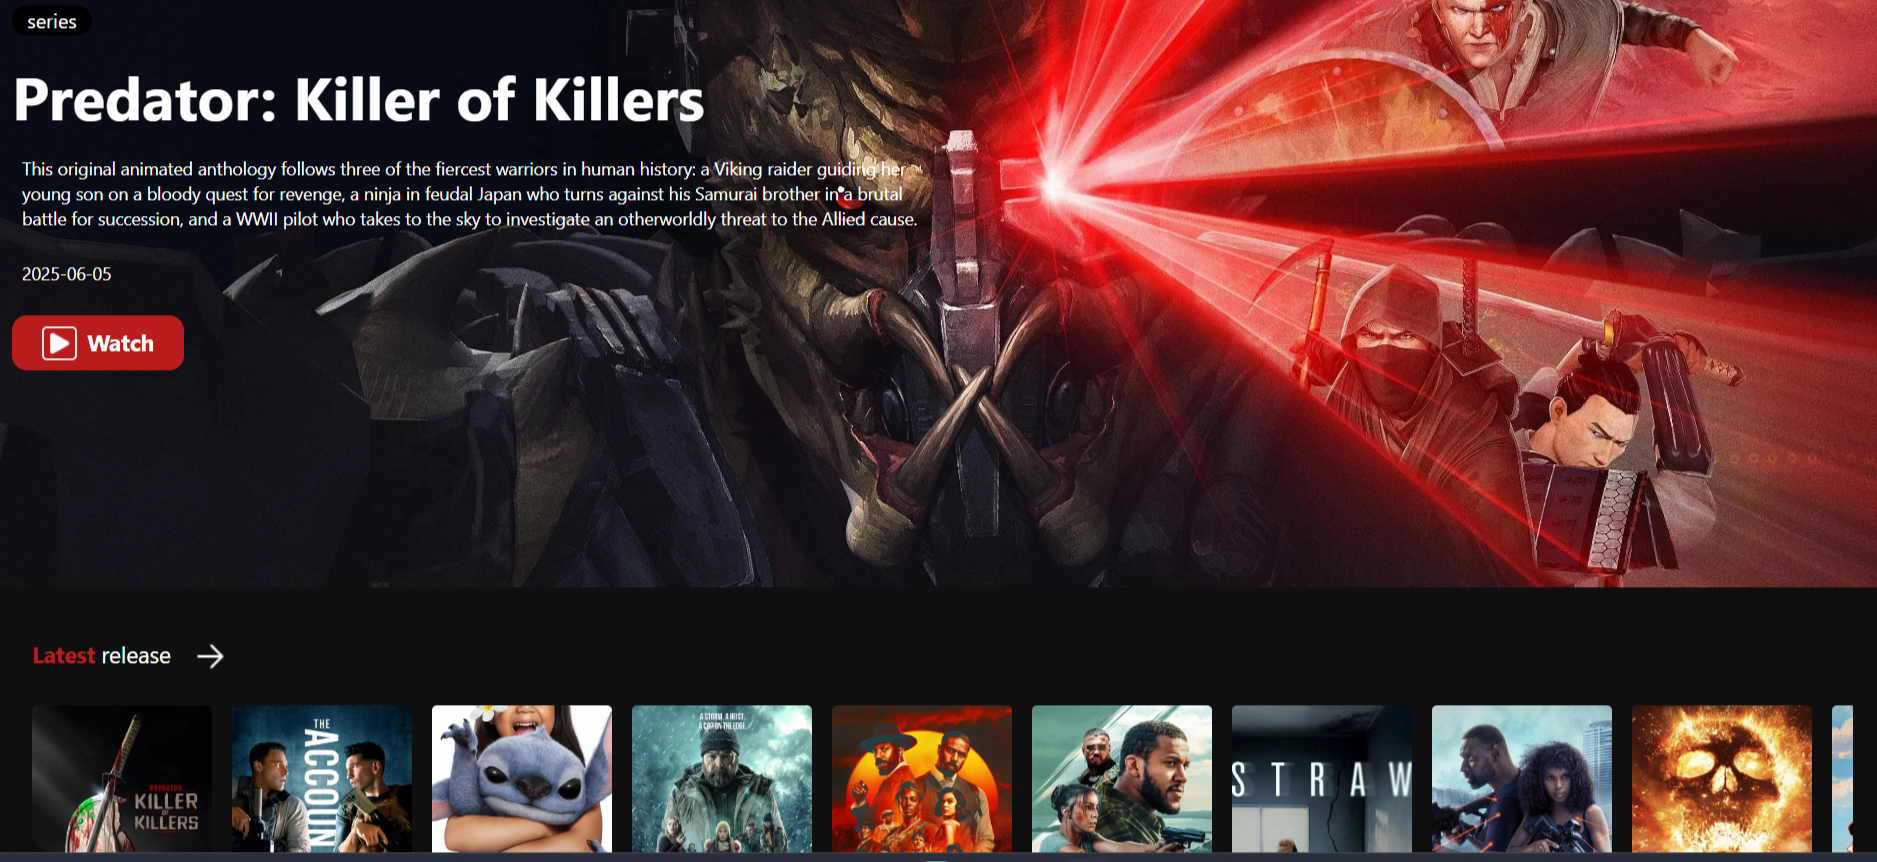 series
Predator: Killer of Killers
This original animated anthology follows three of the fiercest warriors in human history: a Viking raider guiding her
young son on a bloody quest for revenge, a ninja in feudal Japan who turns against his Samurai brother in a brutal
battle for succession, and a WWII pilot who takes to the sky to investigate an otherworldly threat to the Allied cause.
2025-06-05
Watch
Latest release
PREDATOR
KILLER
OF
KILLERS
THE
ACCOUN
A STORM. A HEIST.
A COP ON THE EDGE.
STRAW